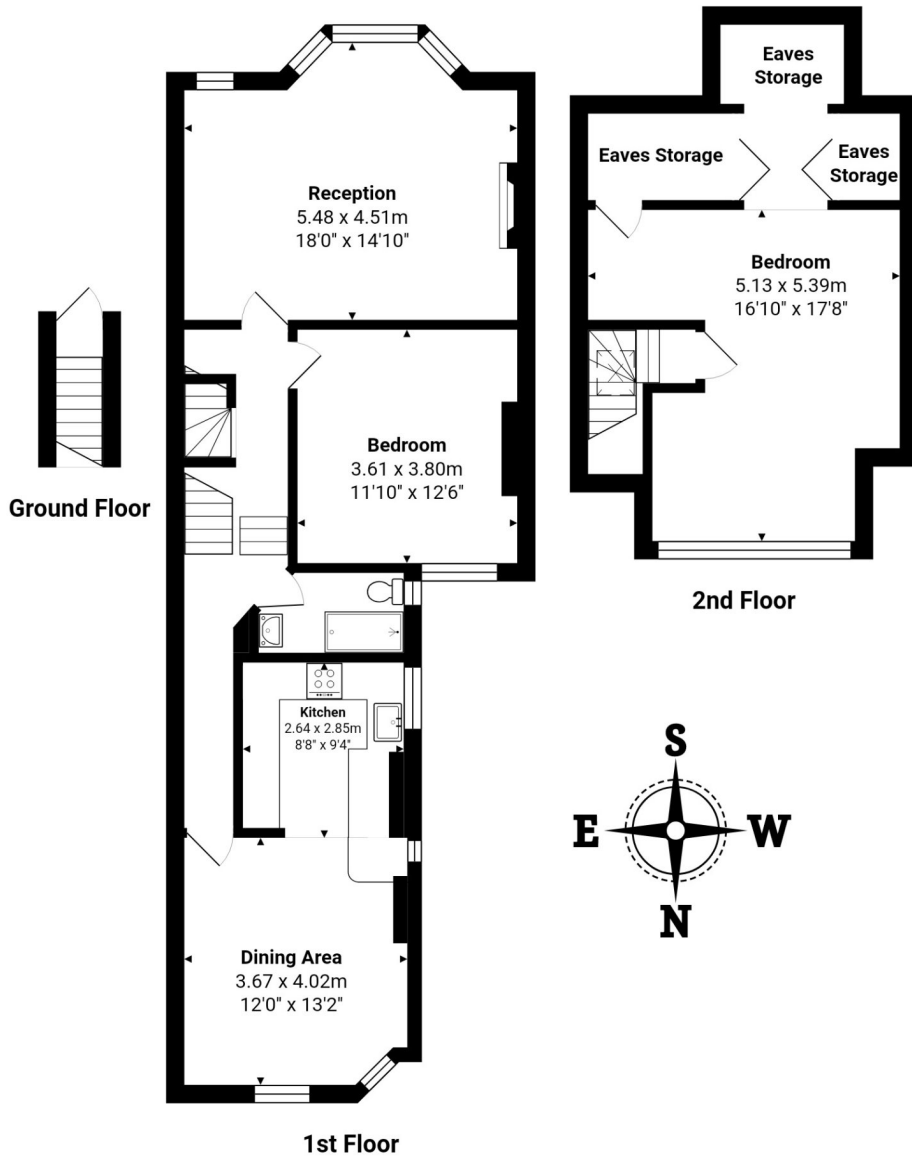 Reception
5.48 x 4.51m
18'0" x 14'10"
Eaves
Storage
Eaves Storage
Eaves
Storage
Bedroom
5.13 x 5.39m
16'10" x 17'8"
Ground Floor
Bedroom
3.61 x 3.80m
11'10" x 12'6"
2nd Floor
Kitchen
2.64 x 2.85m
8'8" x 9'4"
S
E
W
N
Dining Area
3.67 x 4.02m
12'0" x 13'2"
1st Floor